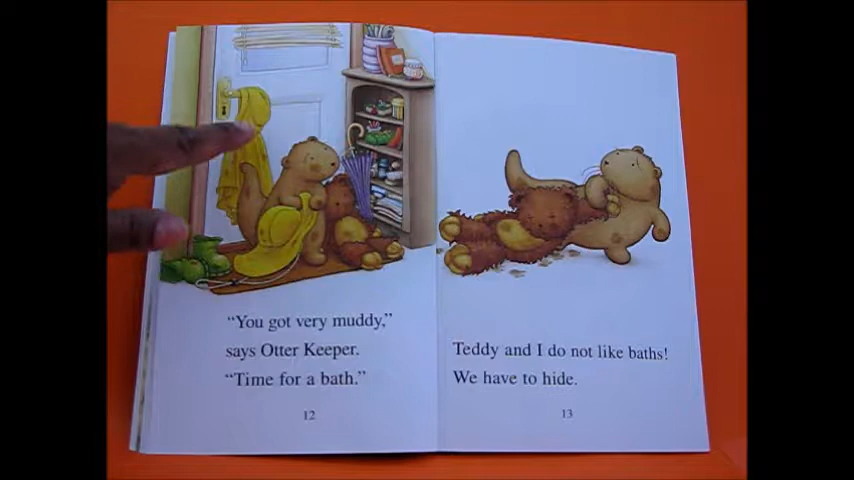 “You got very muddy,”
says Otter Keeper.
“Time for a bath.”
12
Teddy and I do not like baths!
We have to hide.
13